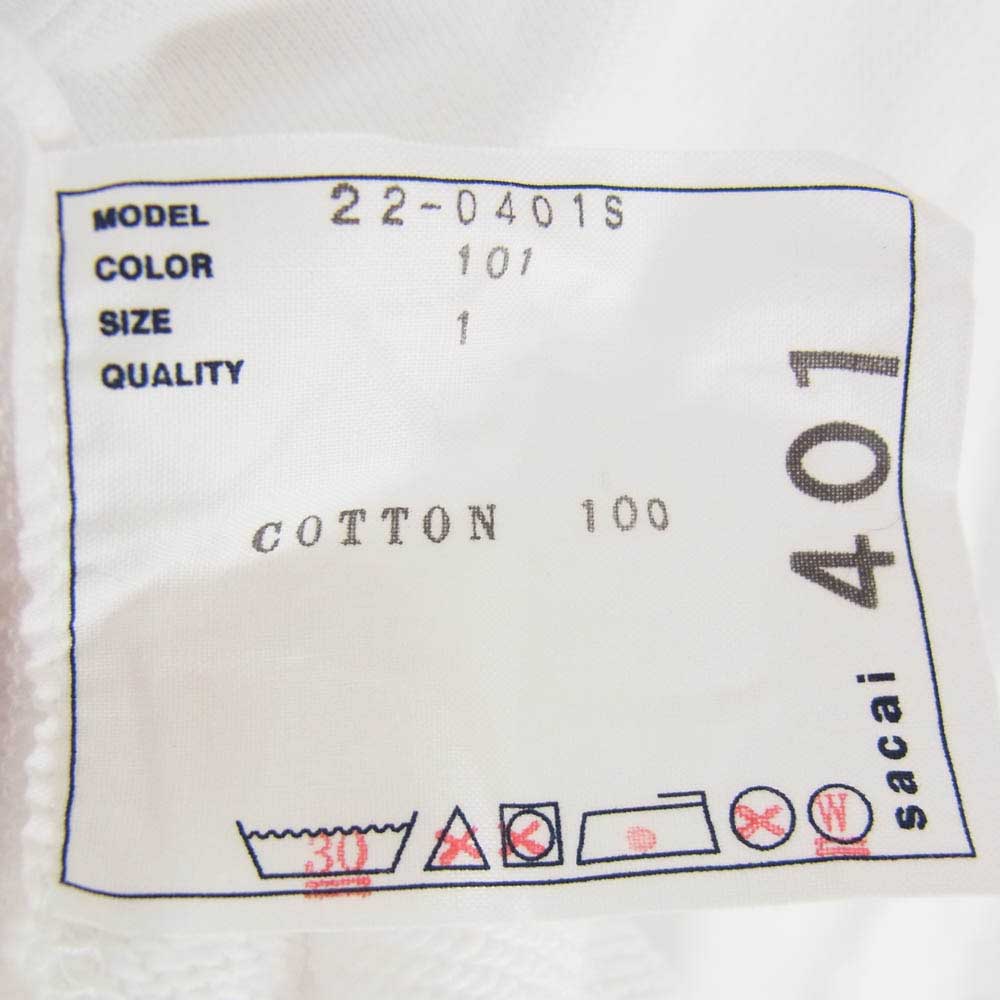 MODEL 22-0401S
COLOR 101
SIZE 1
QUALITY
COTTON 100
sacai 401
30
W